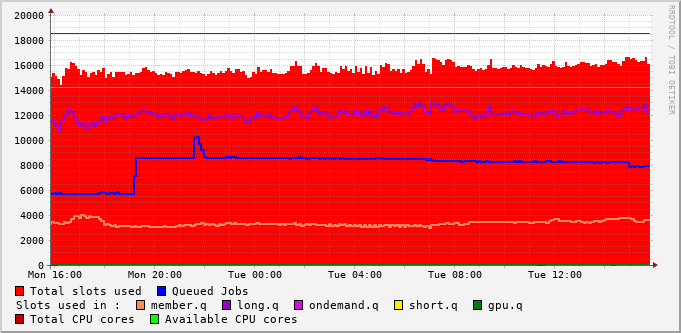 20000
18000
16000
14000
12000
10000
8000
6000
4000
2000
0
Mon 16:00 Mon 20:00 Tue 00:00 Tue 04:00 Tue 08:00 Tue 12:00
RRDTOOL / TOBI OETIKER
Total slots used Queued Jobs
Slots used in : member.q long.q ondemand.q short.q gpu.q
Total CPU cores Available CPU cores